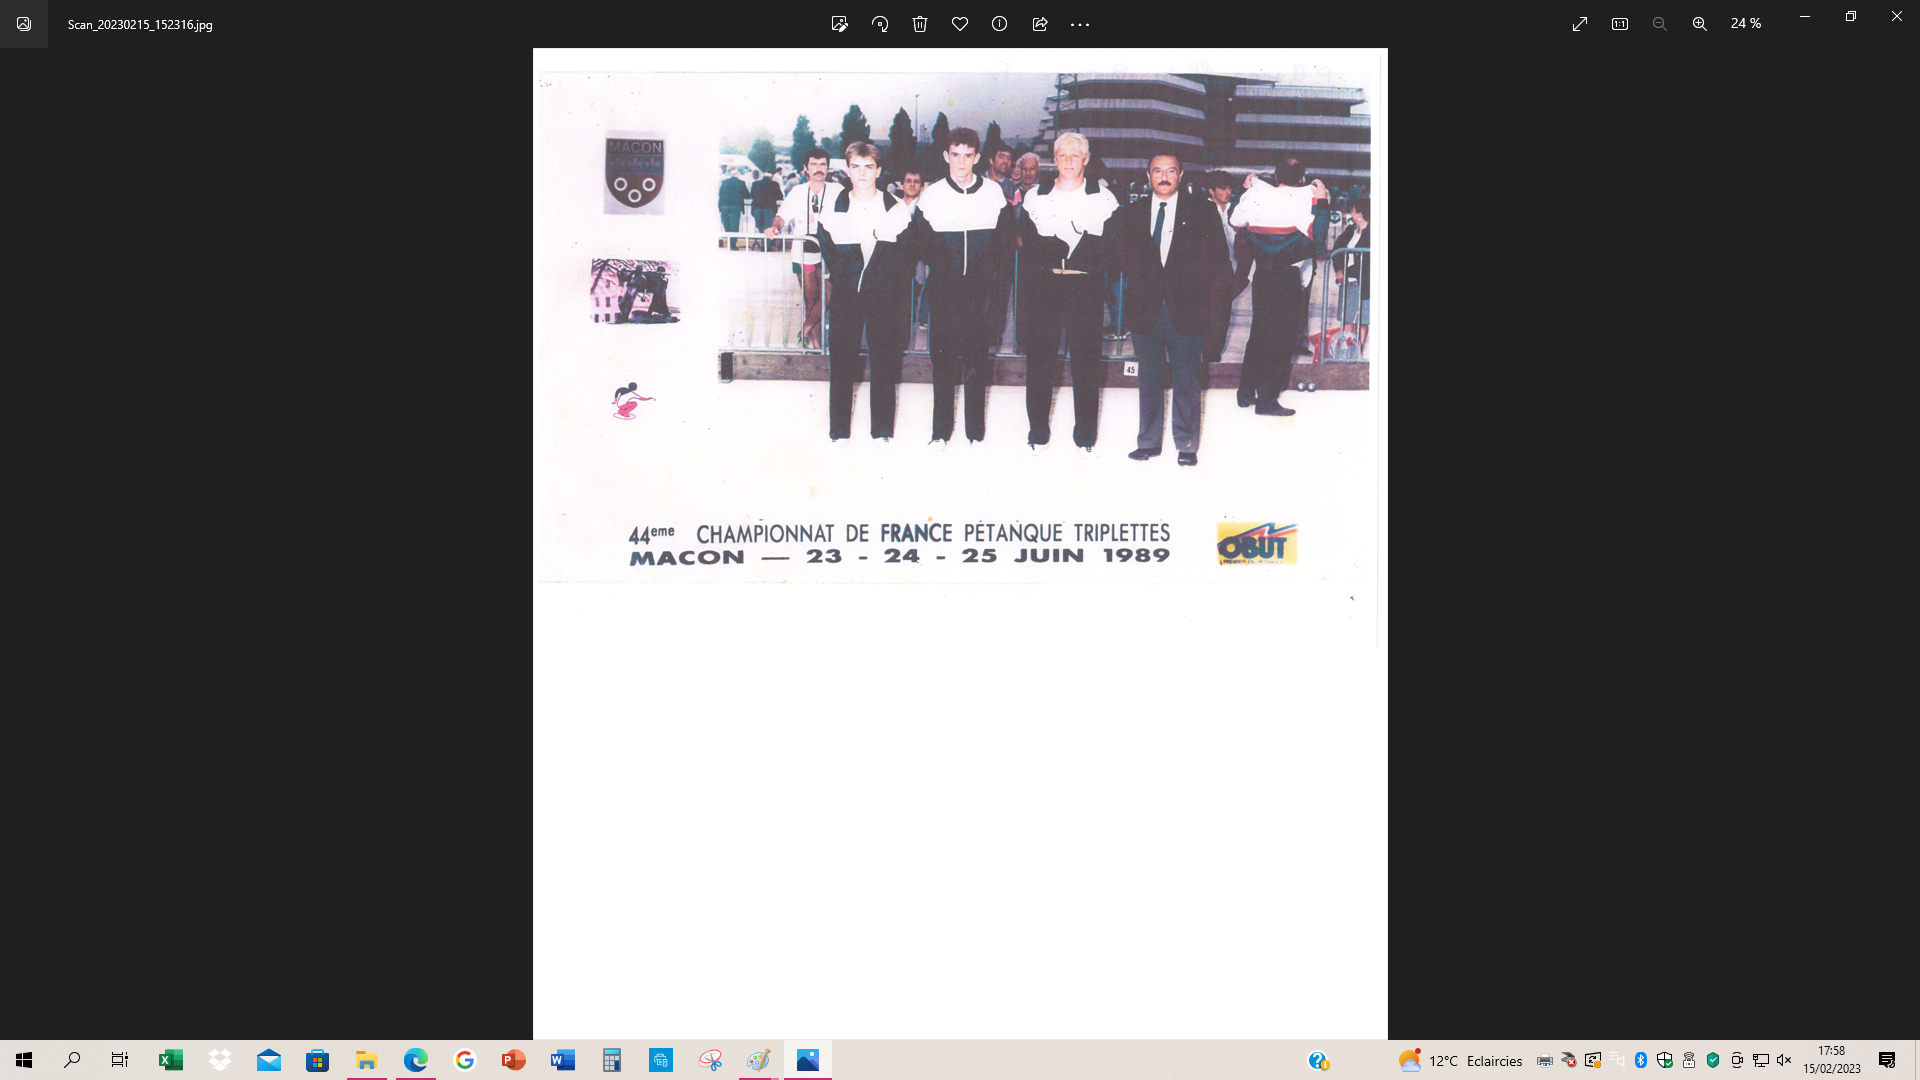 Scan_20230215_152316.jpg
24 %
MACON
45
44eme CHAMPIONNAT DE FRANCE PÉTANQUE TRIPLETTES
MACON — 23 - 24 - 25 JUIN 1989
OBUT
12°C Eclaircies
17:58
15/02/2023